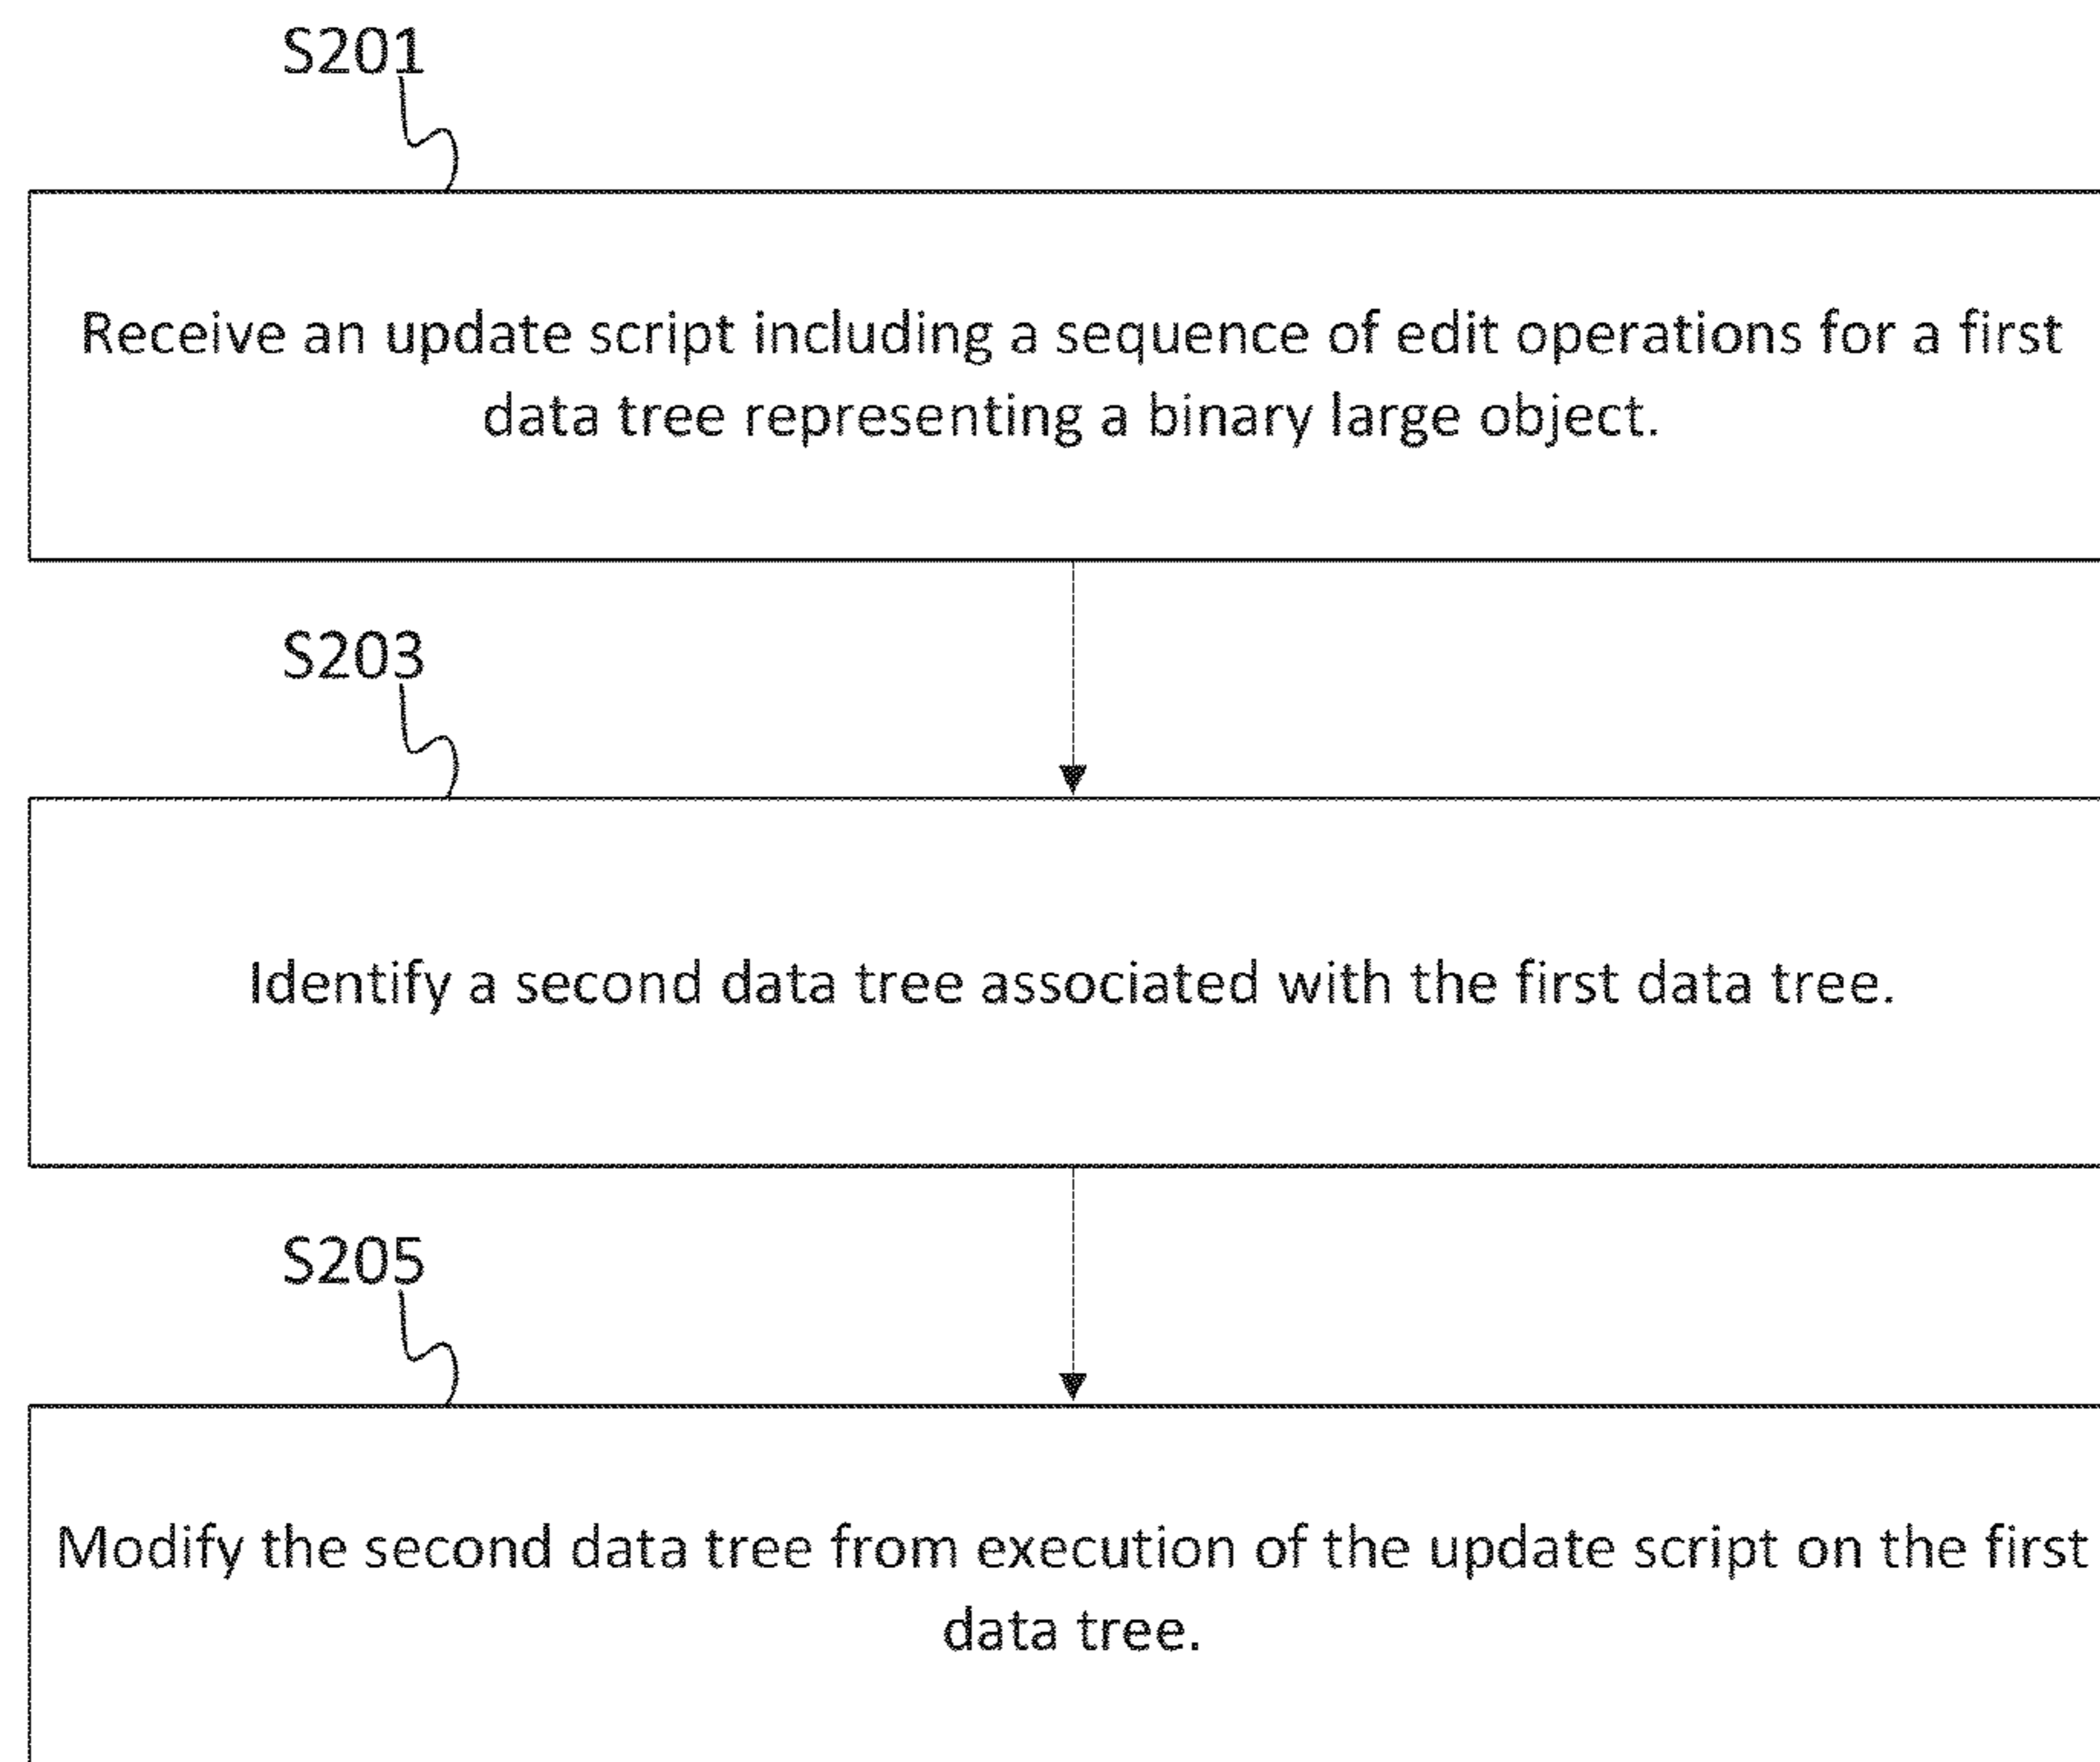 S201
Receive an update script including a sequence of edit operations for a first
data tree representing a binary large object.
S203
Identify a second data tree associated with the first data tree.
S205
Modify the second data tree from execution of the update script on the first
data tree.